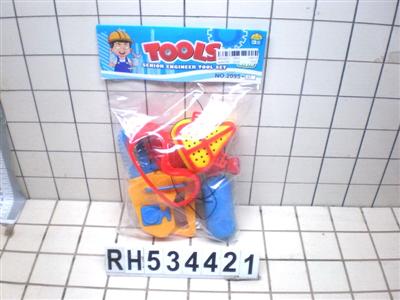 TOOLS
SENIOR ENGINEER TOOL SET
RH534421